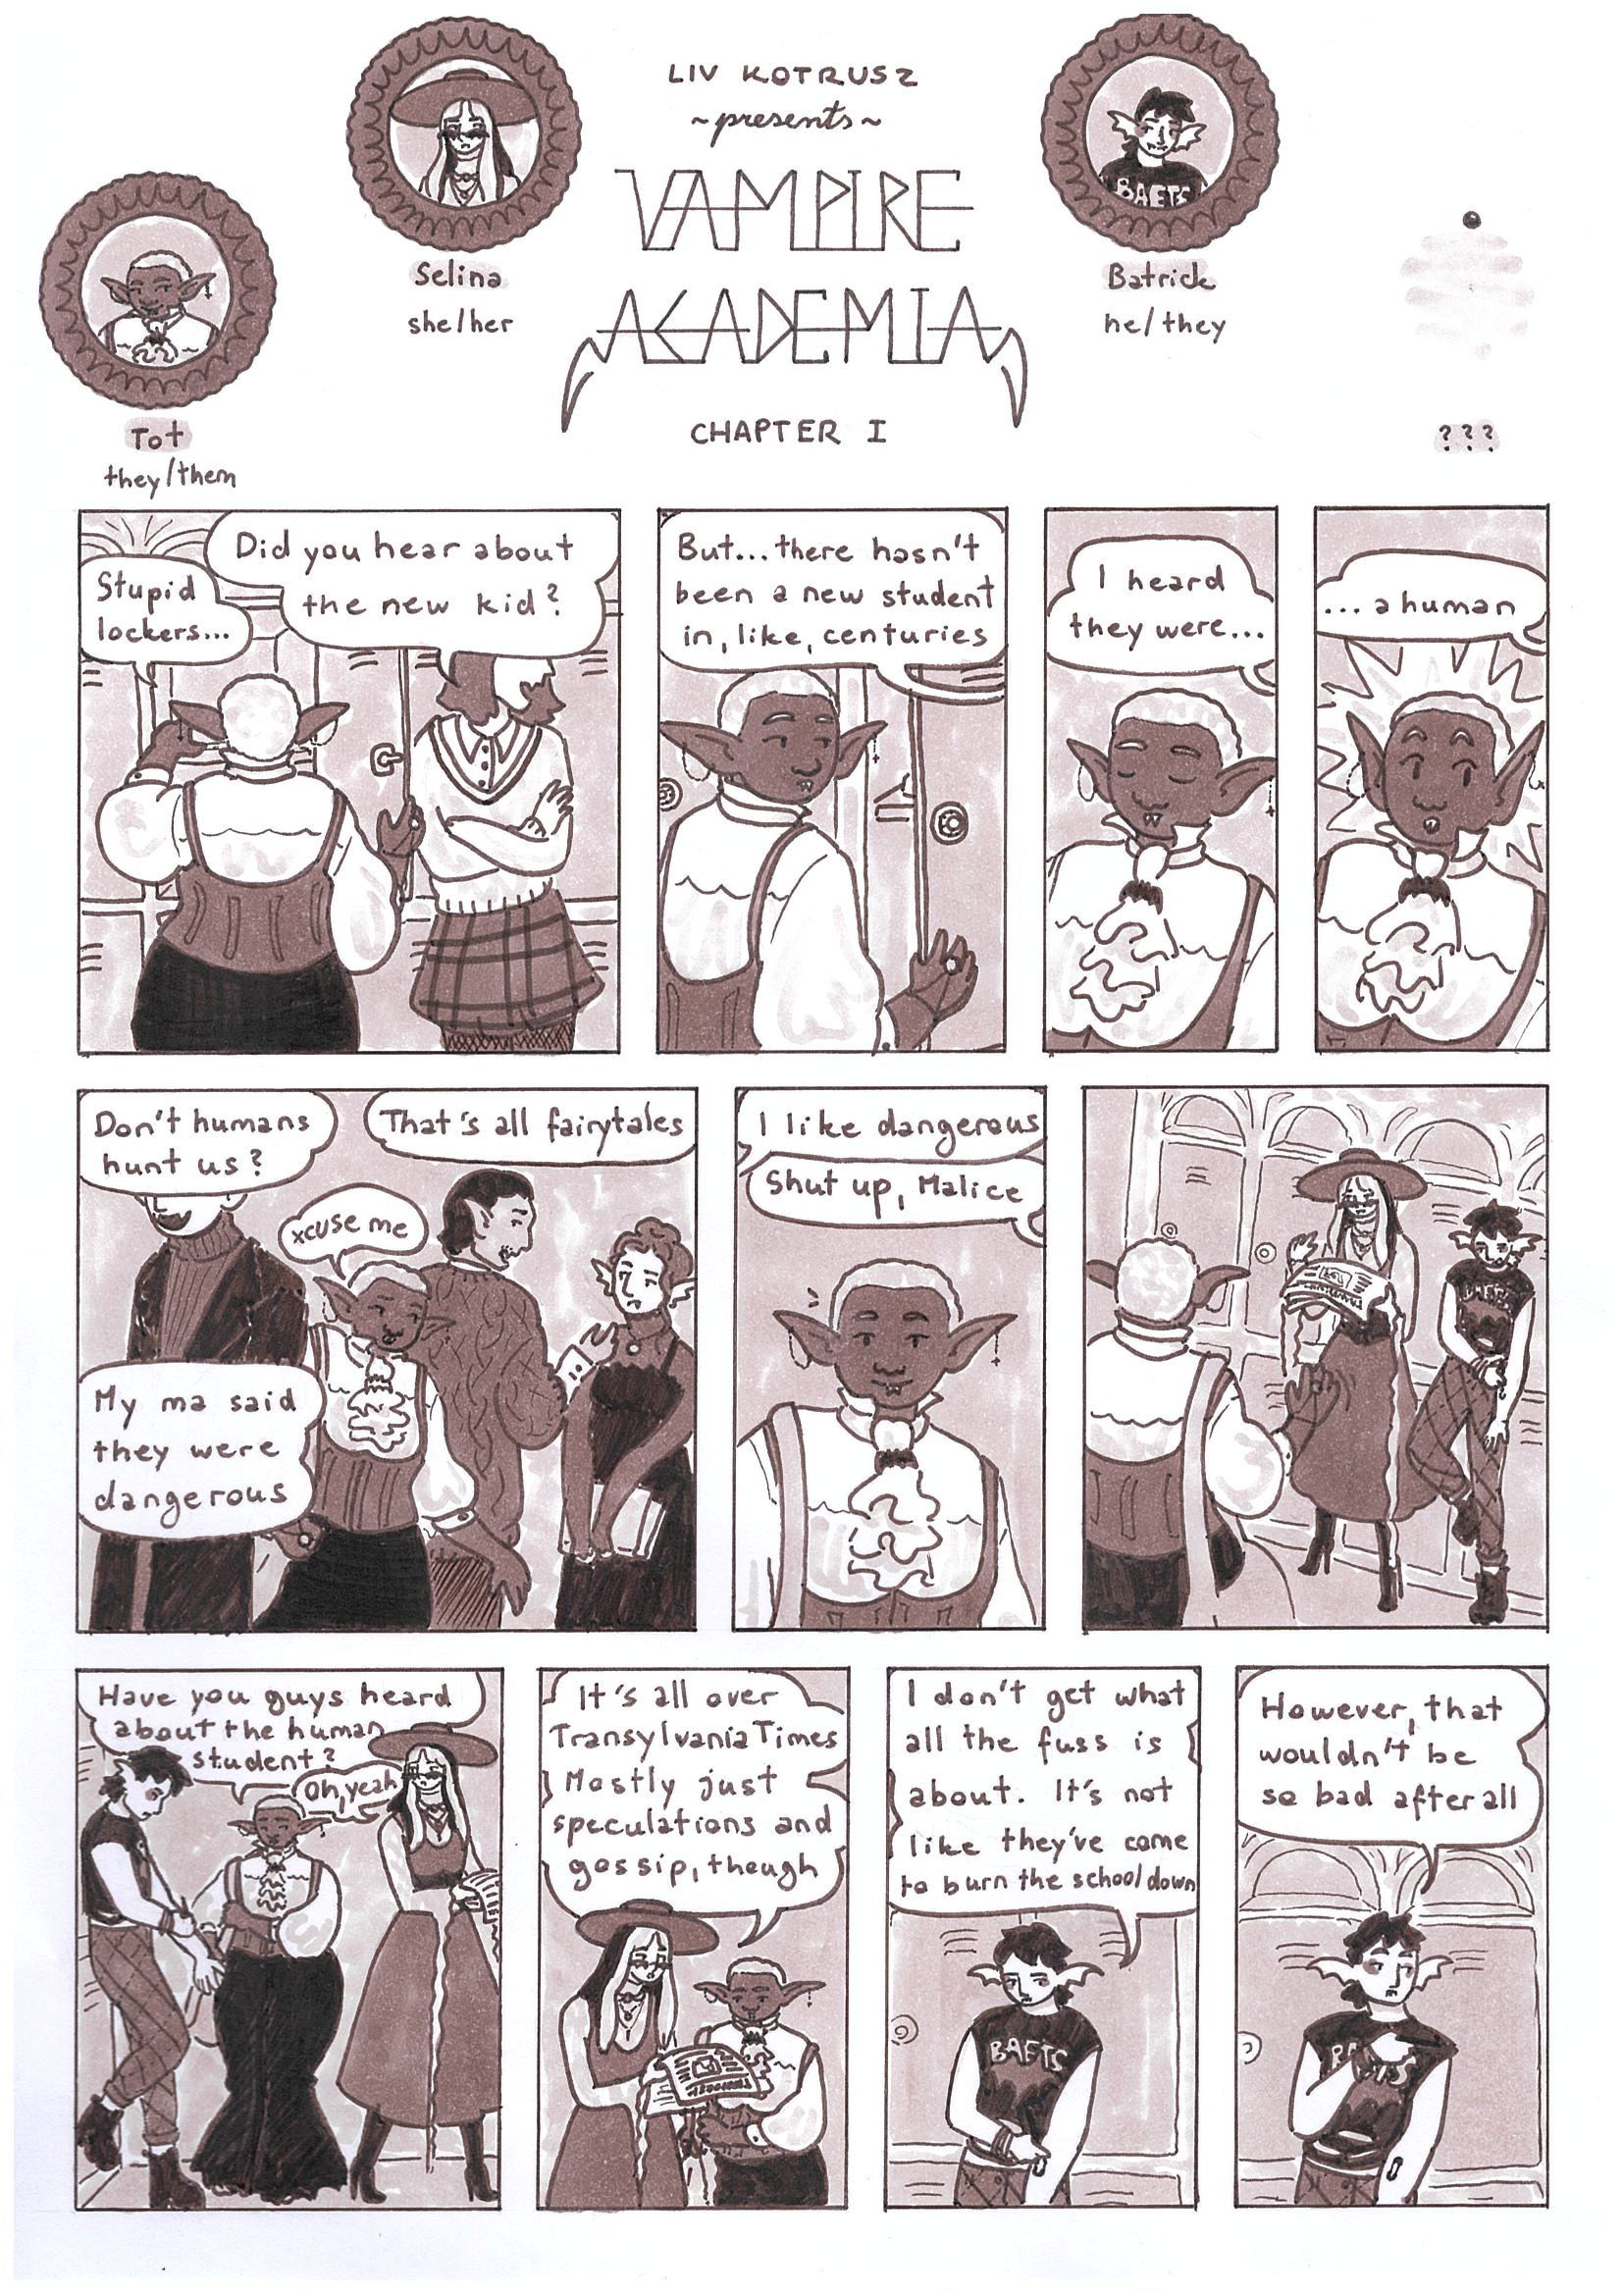 LIV KOTRUSZ
~presents~
VAMPIRE
ACADEMIA
CHAPTER I
Tot
they/them
Selina
she/her
BAETS
Batrick
he/they
???
Stupid
lockers...
Did you hear about
the new kid?
But...there hasn't
been a new student
in, like, centuries
I heard
they were...
...a human
Don't humans
hunt us?
That's all fairytales
xcuse me
My ma said
they were
dangerous
I like dangerous
Shut up, Malice
Have you guys heard
about the human
student?
Oh, yeah
It's all over
Transylvania Times
Mostly just
speculations and
gossip, though
I don't get what
all the fuss is
about. It's not
like they've come
to burn the school down
BAETS
However, that
wouldn't be
so bad after all